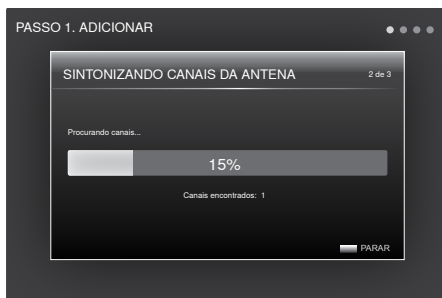 PASSO 1. ADICIONAR
SINTONIZANDO CANAIS DA ANTENA
2 de 3
Procurando canais...
15%
Canais encontrados: 1
PARAR